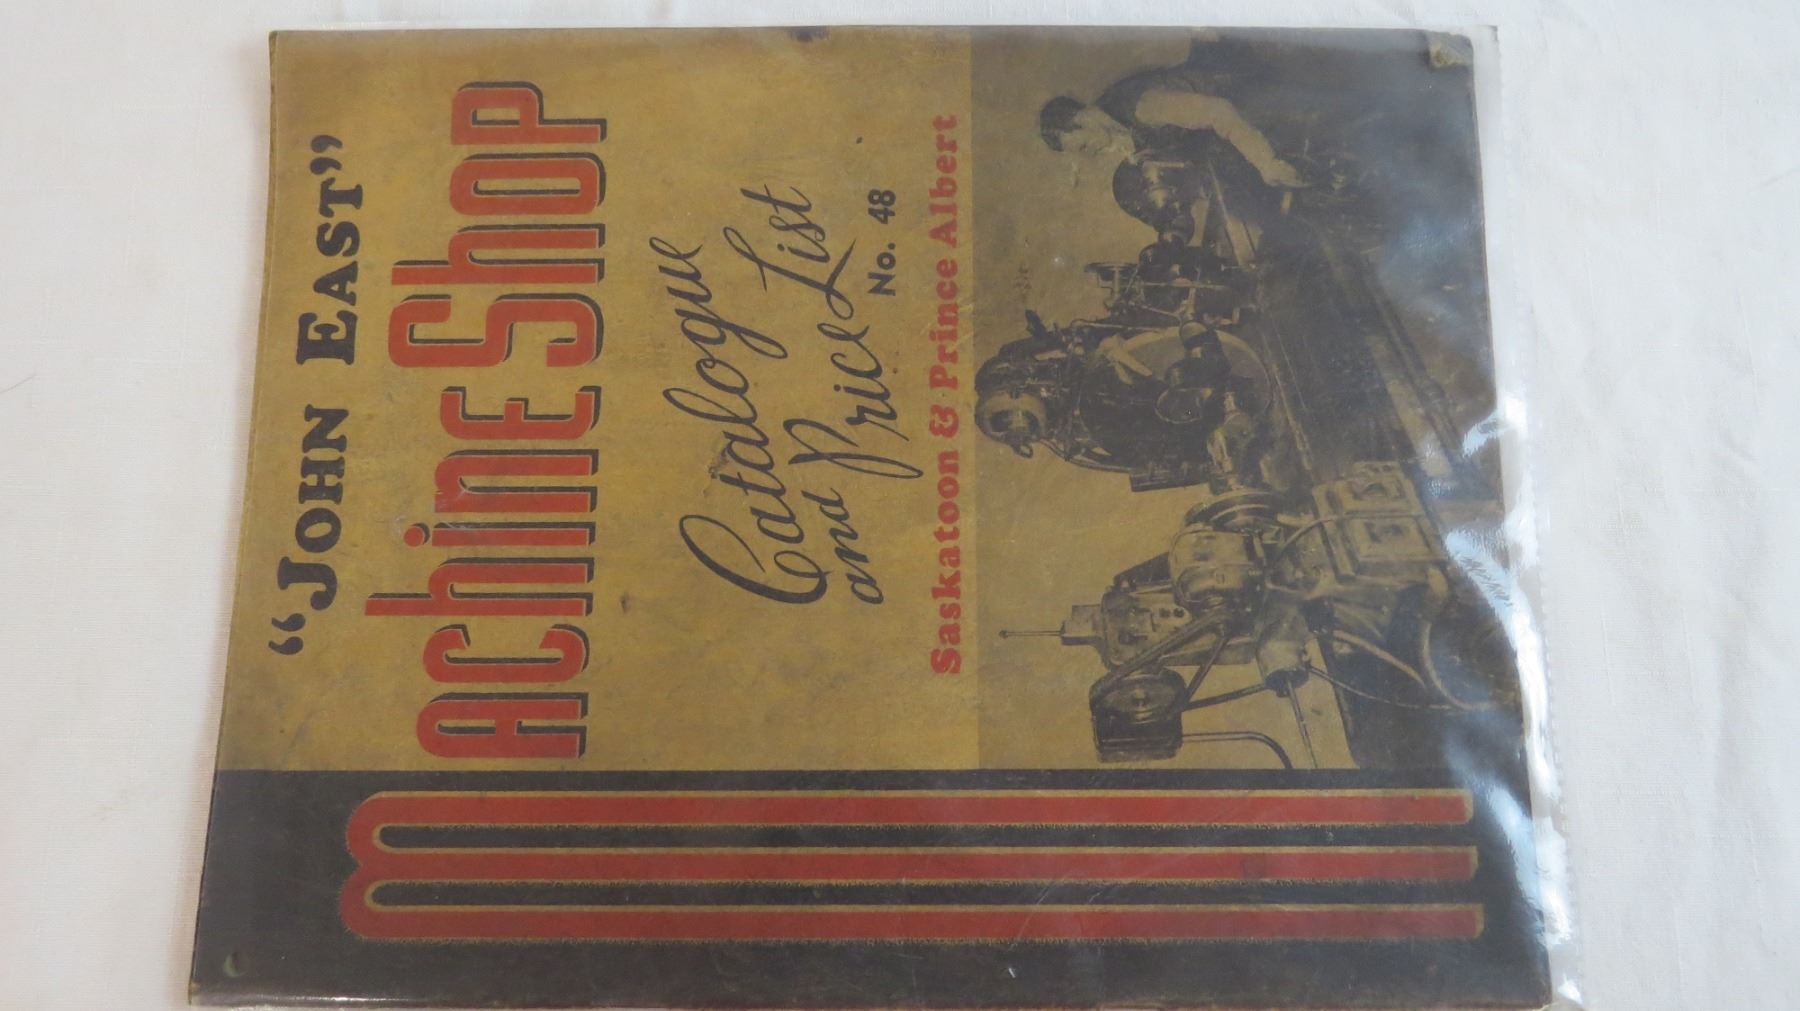 "JOHN EAST"
MachinE Shop
Catalogue
and Price List
No. 48
Saskatoon & Prince Albert